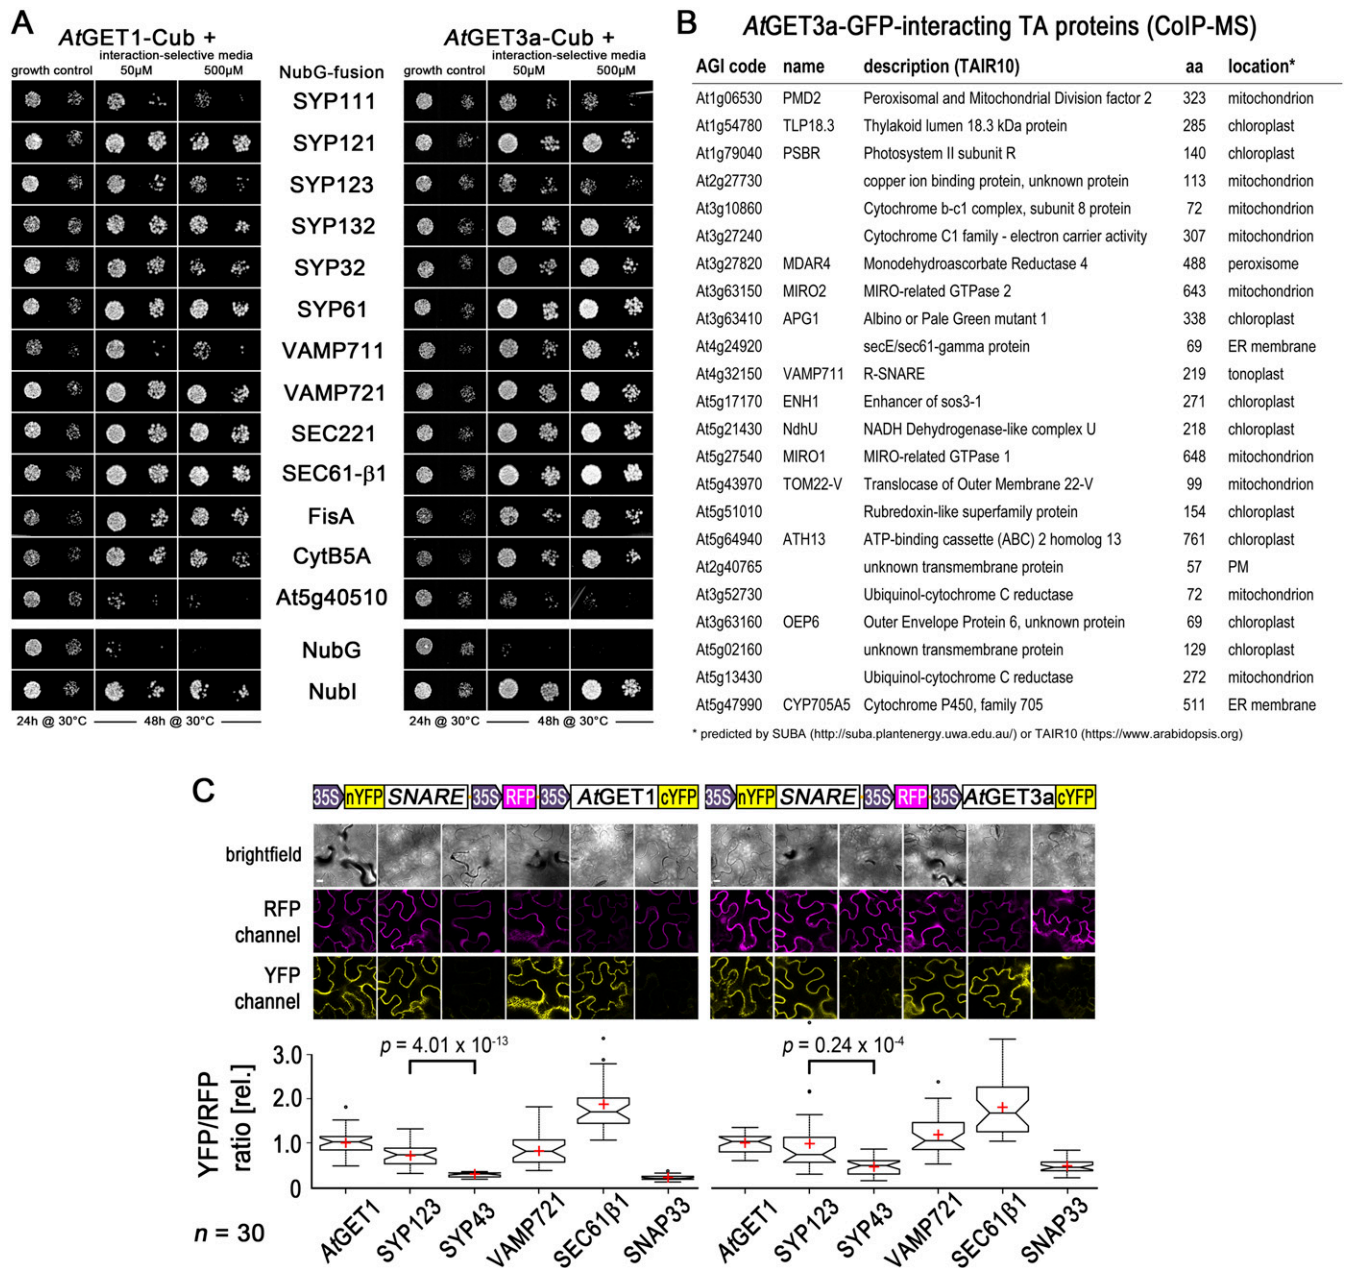 A
AtGET1-Cub +
interaction-selective media
growth control 50µM 500µM
NubG-fusion
AtGET3a-Cub +
interaction-selective media
growth control 50µM 500µM
SYP111
SYP121
SYP123
SYP132
SYP32
SYP61
VAMP711
VAMP721
SEC221
SEC61-β1
FisA
CytB5A
At5g40510
NubG
NubI
24h @ 30°C 48h @ 30°C
24h @ 30°C 48h @ 30°C
B
AtGET3a-GFP-interacting TA proteins (CoIP-MS)
AGI code name description (TAIR10) aa location*
At1g06530 PMD2 Peroxisomal and Mitochondrial Division factor 2 323 mitochondrion
At1g54780 TLP18.3 Thylakoid lumen 18.3 kDa protein 285 chloroplast
At1g79040 PSBR Photosystem II subunit R 140 chloroplast
At2g27730 copper ion binding protein, unknown protein 113 mitochondrion
At3g10860 Cytochrome b-c1 complex, subunit 8 protein 72 mitochondrion
At3g27240 Cytochrome C1 family - electron carrier activity 307 mitochondrion
At3g27820 MDAR4 Monodehydroascorbate Reductase 4 488 peroxisome
At3g63150 MIRO2 MIRO-related GTPase 2 643 mitochondrion
At3g63410 APG1 Albino or Pale Green mutant 1 338 chloroplast
At4g24920 secE/sec61-gamma protein 69 ER membrane
At4g32150 VAMP711 R-SNARE 219 tonoplast
At5g17170 ENH1 Enhancer of sos3-1 271 chloroplast
At5g21430 NdhU NADH Dehydrogenase-like complex U 218 chloroplast
At5g27540 MIRO1 MIRO-related GTPase 1 648 mitochondrion
At5g43970 TOM22-V Translocase of Outer Membrane 22-V 99 mitochondrion
At5g51010 Rubredoxin-like superfamily protein 154 chloroplast
At5g64940 ATH13 ATP-binding cassette (ABC) 2 homolog 13 761 chloroplast
At2g40765 unknown transmembrane protein 57 PM
At3g52730 Ubiquinol-cytochrome C reductase 72 mitochondrion
At3g63160 OEP6 Outer Envelope Protein 6, unknown protein 69 chloroplast
At5g02160 unknown transmembrane protein 129 chloroplast
At5g13430 Ubiquinol-cytochrome C reductase 272 mitochondrion
At5g47990 CYP705A5 Cytochrome P450, family 705 511 ER membrane
* predicted by SUBA (http://suba.plantenergy.uwa.edu.au/) or TAIR10 (https://www.arabidopsis.org)
C
35S nYFP SNARE 35S RFP 35S AtGET1 cYFP
35S nYFP SNARE 35S RFP 35S AtGET3a cYFP
brightfield
RFP
channel
YFP
channel
YFP/RFP
ratio [rel.]
3.0
2.0
1.0
0
p = 4.01 x 10-13
p = 0.24 x 10-4
AtGET1 SYP123 SYP43 VAMP721 SEC61β1 SNAP33
AtGET1 SYP123 SYP43 VAMP721 SEC61β1 SNAP33
n = 30